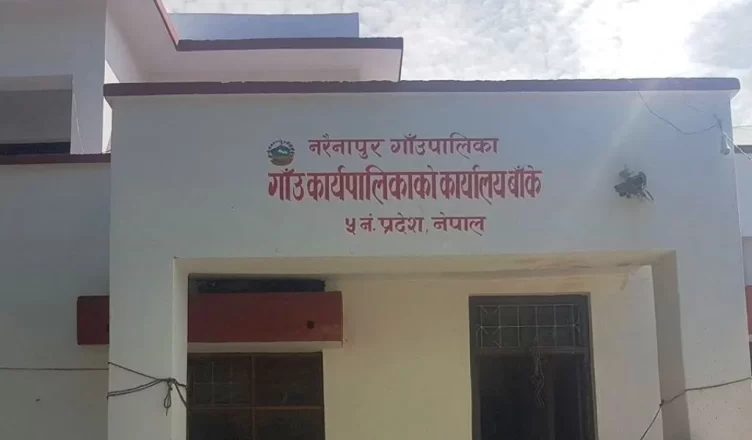 नरैनापुर गाँउपालिका
गाँउ कार्यपालिकाको कार्यालय बाँके
५ नं. प्रदेश, नेपाल